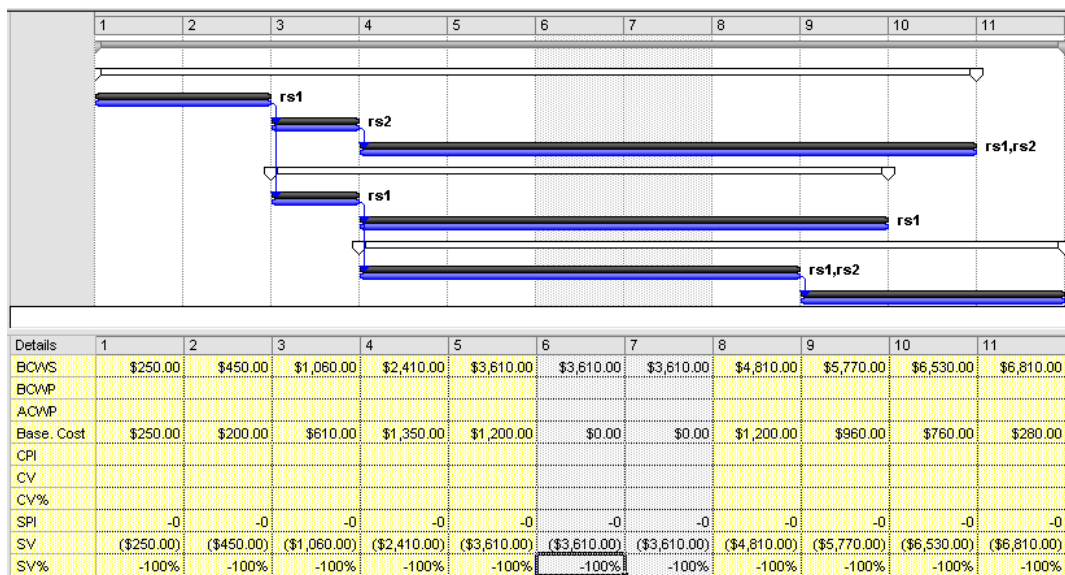 1 2 3 4 5 6 7 8 9 10 11
rs1
rs2
rs1,rs2
rs1
rs1
rs1,rs2
Details 1 2 3 4 5 6 7 8 9 10 11
BCWS $250.00 $450.00 $1,060.00 $2,410.00 $3,610.00 $3,610.00 $3,610.00 $4,810.00 $5,770.00 $6,530.00 $6,810.00
BCWP
ACWP
Base. Cost $250.00 $200.00 $610.00 $1,350.00 $1,200.00 $0.00 $0.00 $1,200.00 $960.00 $760.00 $280.00
CPI
CV
CV%
SPI -0 -0 -0 -0 -0 -0 -0 -0 -0 -0 -0
SV ($250.00) ($450.00) ($1,060.00) ($2,410.00) ($3,610.00) ($3,610.00) ($3,610.00) ($4,810.00) ($5,770.00) ($6,530.00) ($6,810.00)
SV% -100% -100% -100% -100% -100% -100% -100% -100% -100% -100% -100%